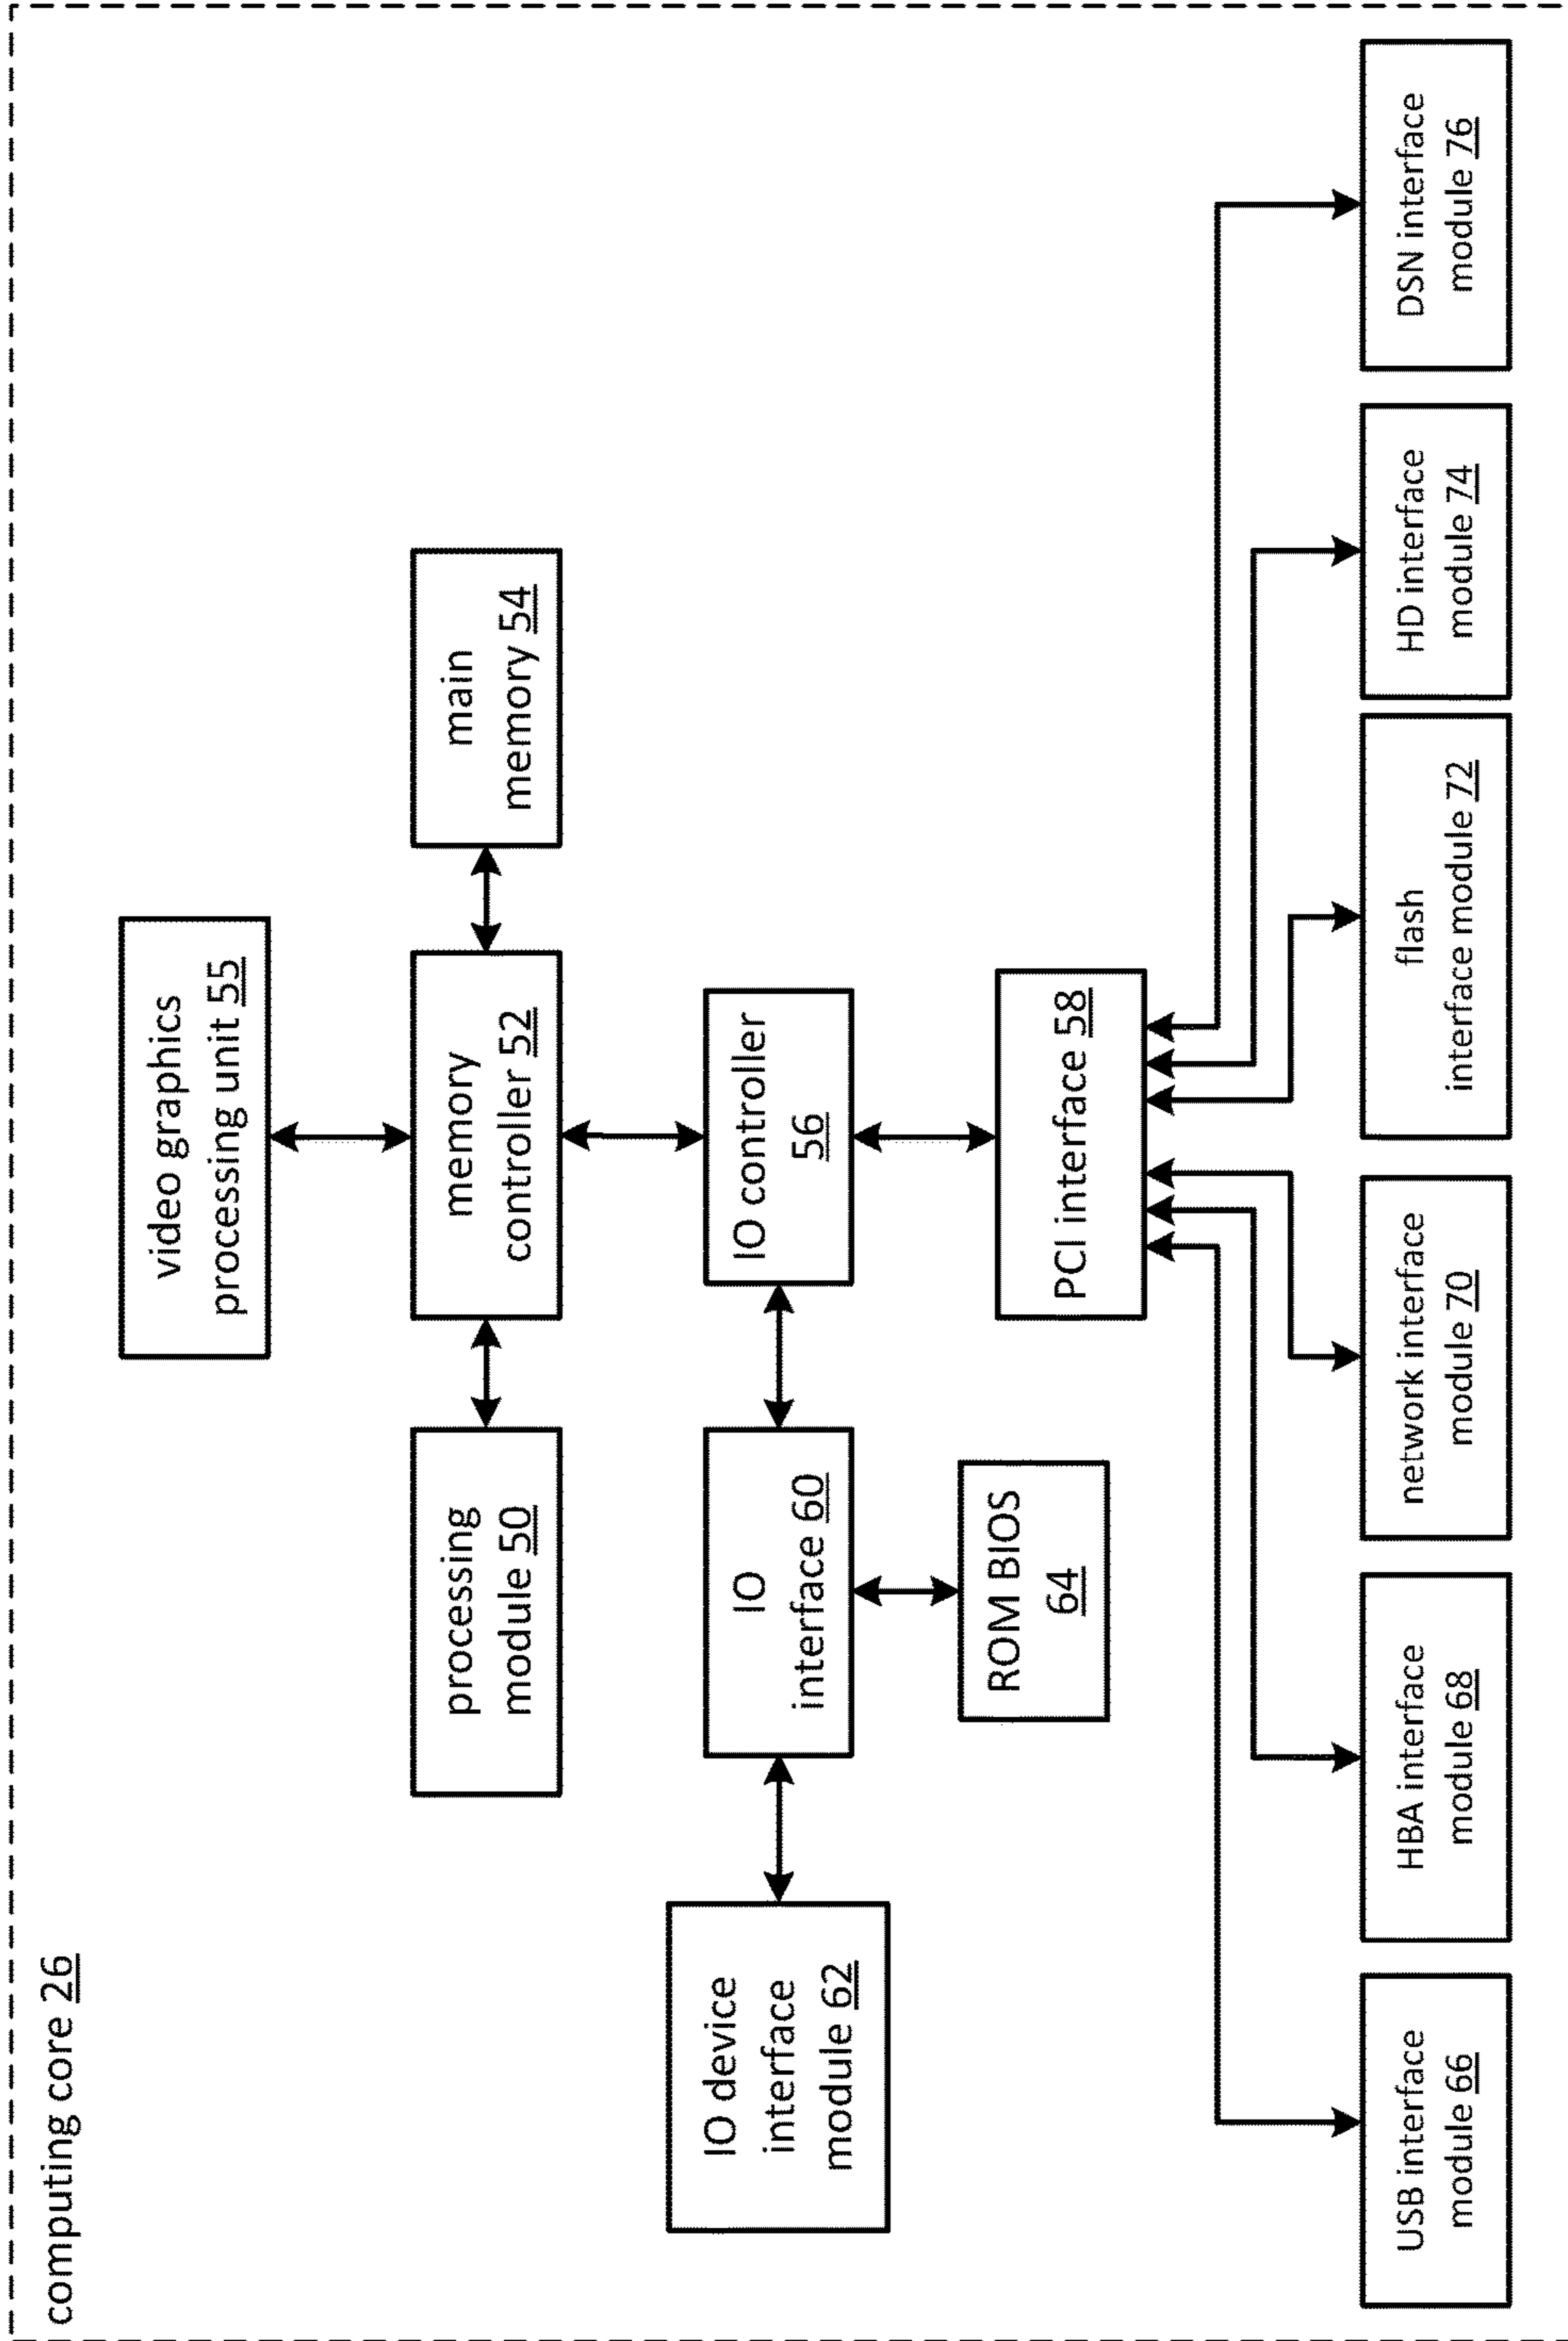 computing core 26
video graphics
processing unit 55
processing
module 50
memory
controller 52
main
memory 54
IO device
interface
module 62
IO
interface 60
IO controller
56
ROM BIOS
64
PCI interface 58
USB interface
module 66
HBA interface
module 68
network interface
module 70
flash
interface module 72
HD interface
module 74
DSN interface
module 76